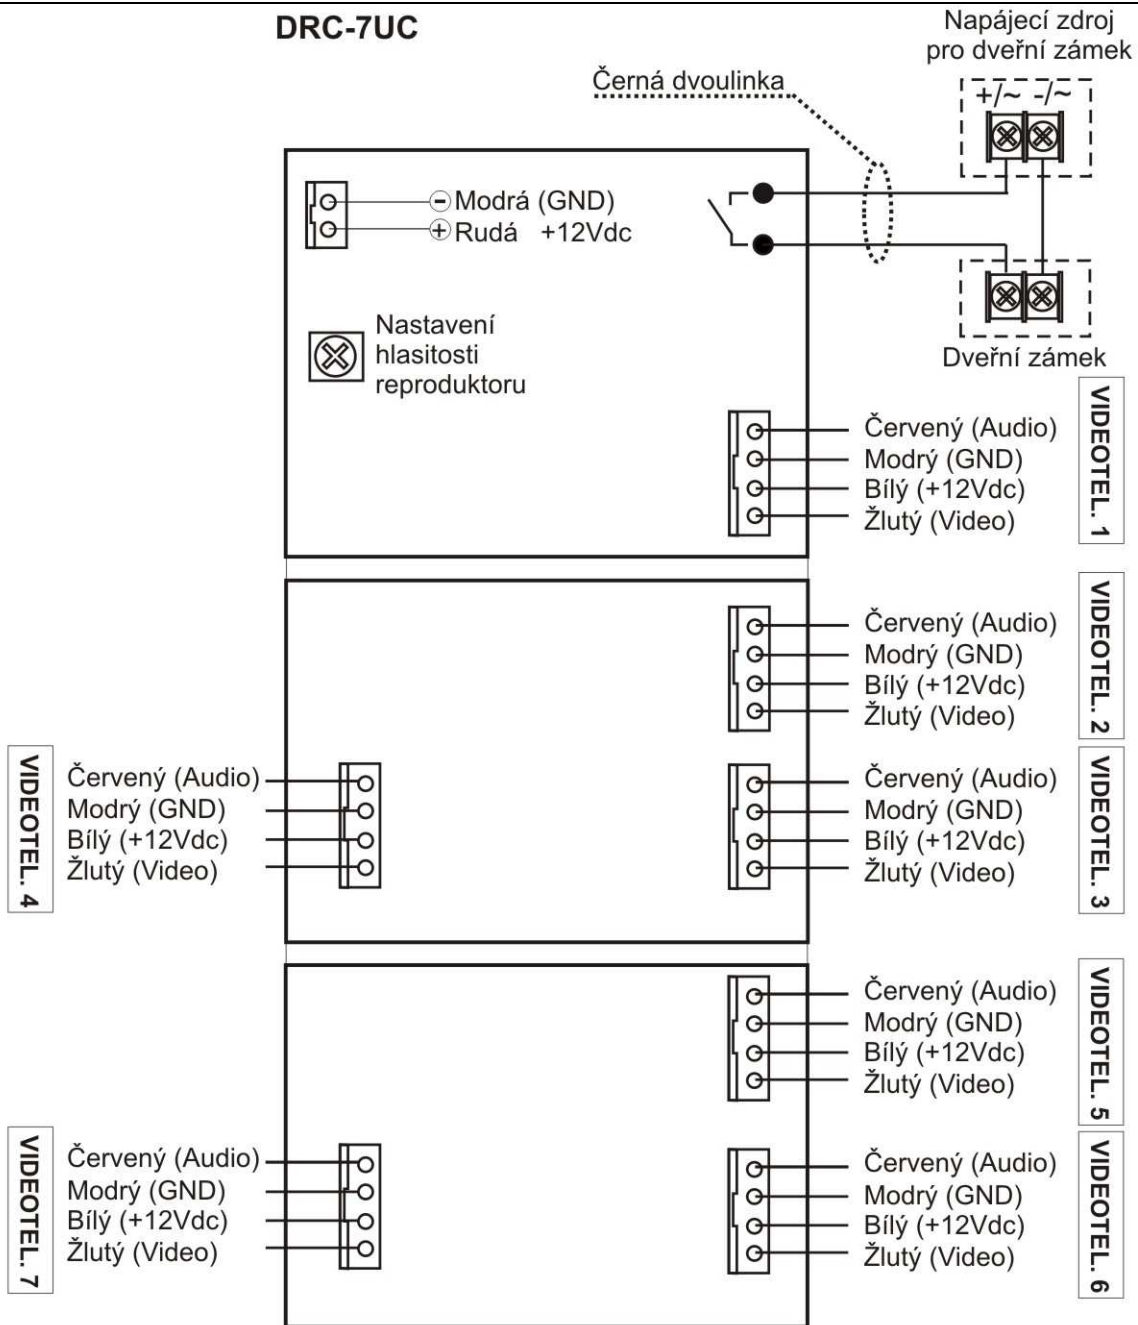 DRC-7UC
Napájecí zdroj
pro dveřní zámek
Černá dvoulinka
+/~ -/~
- Modrá (GND)
+ Rudá +12Vdc
Nastavení
hlasitosti
reproduktoru
Dveřní zámek
Červený (Audio)
Modrý (GND)
Bílý (+12Vdc)
Žlutý (Video)
VIDEOTEL. 1
Červený (Audio)
Modrý (GND)
Bílý (+12Vdc)
Žlutý (Video)
VIDEOTEL. 2
VIDEOTEL. 4
Červený (Audio)
Modrý (GND)
Bílý (+12Vdc)
Žlutý (Video)
Červený (Audio)
Modrý (GND)
Bílý (+12Vdc)
Žlutý (Video)
VIDEOTEL. 3
Červený (Audio)
Modrý (GND)
Bílý (+12Vdc)
Žlutý (Video)
VIDEOTEL. 5
VIDEOTEL. 7
Červený (Audio)
Modrý (GND)
Bílý (+12Vdc)
Žlutý (Video)
Červený (Audio)
Modrý (GND)
Bílý (+12Vdc)
Žlutý (Video)
VIDEOTEL. 6